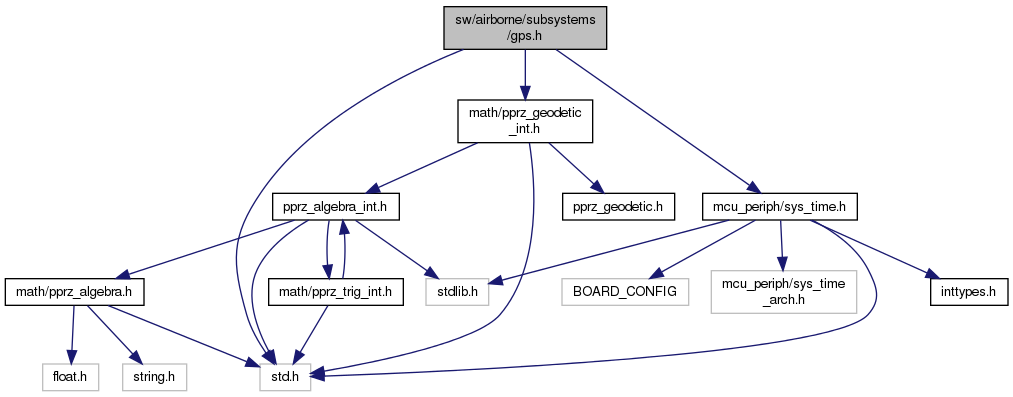 sw/airborne/subsystems
/gps.h
math/pprz_geodetic
_int.h
pprz_algebra_int.h
pprz_geodetic.h
mcu_periph/sys_time.h
math/pprz_algebra.h
math/pprz_trig_int.h
stdlib.h
BOARD_CONFIG
mcu_periph/sys_time
_arch.h
inttypes.h
float.h
string.h
std.h